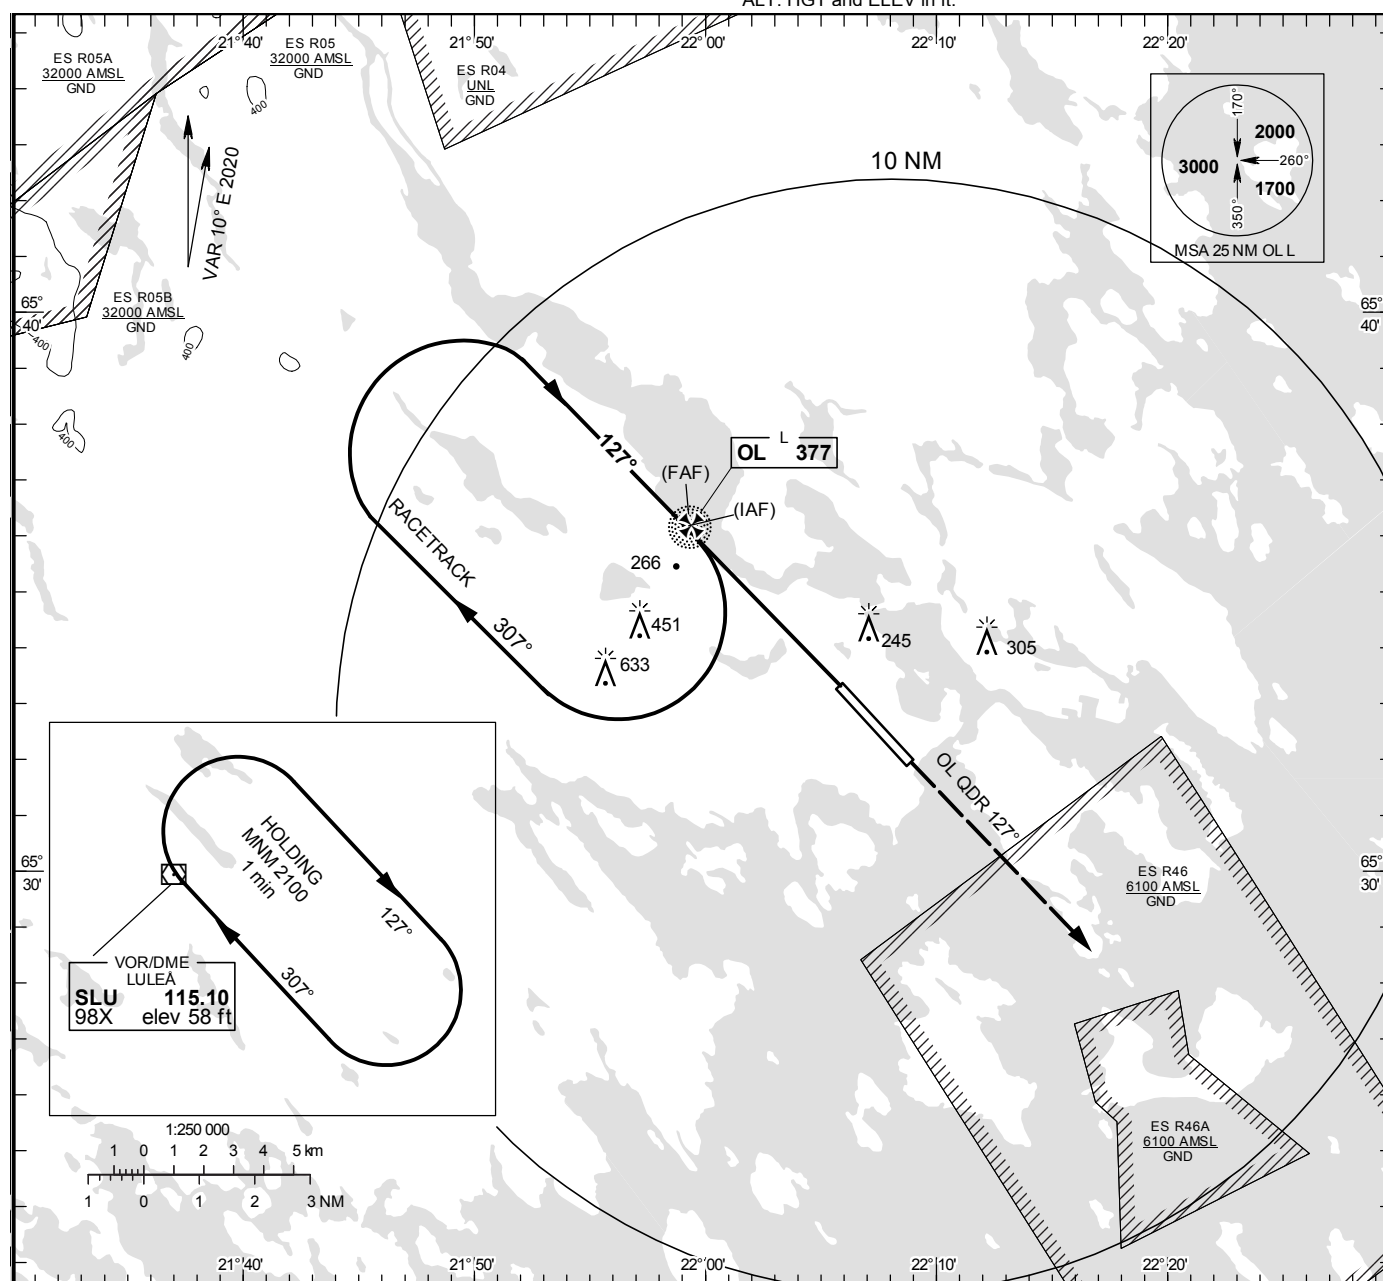 ALT. HGT and ELEV in ft.
21° 40'
21° 50'
22° 00'
22° 10'
22° 20'
ES R05A
32000 AMSL
GND
ES R05
32000 AMSL
GND
ES R04
UNL
GND
400
VAR 10° E 2020
10 NM
170°
2000
3000
260°
1700
350°
MSA 25 NM OL L
ES R05B
32000 AMSL
GND
65°
40'
65°
40'
400
400
400
127°
L
OL 377
(FAF)
(IAF)
RACETRACK
307°
266
451
633
245
305
OL QDR 127°
HOLDING
MNM 2100
1 min
127°
307°
VOR/DME
LULEÅ
SLU 115.10
98X elev 58 ft
65°
30'
65°
30'
ES R46
6100 AMSL
GND
ES R46A
6100 AMSL
GND
1:250 000
1 0 1 2 3 4 5 km
1 0 1 2 3 NM
21° 40'
21° 50'
22° 00'
22° 10'
22° 20'